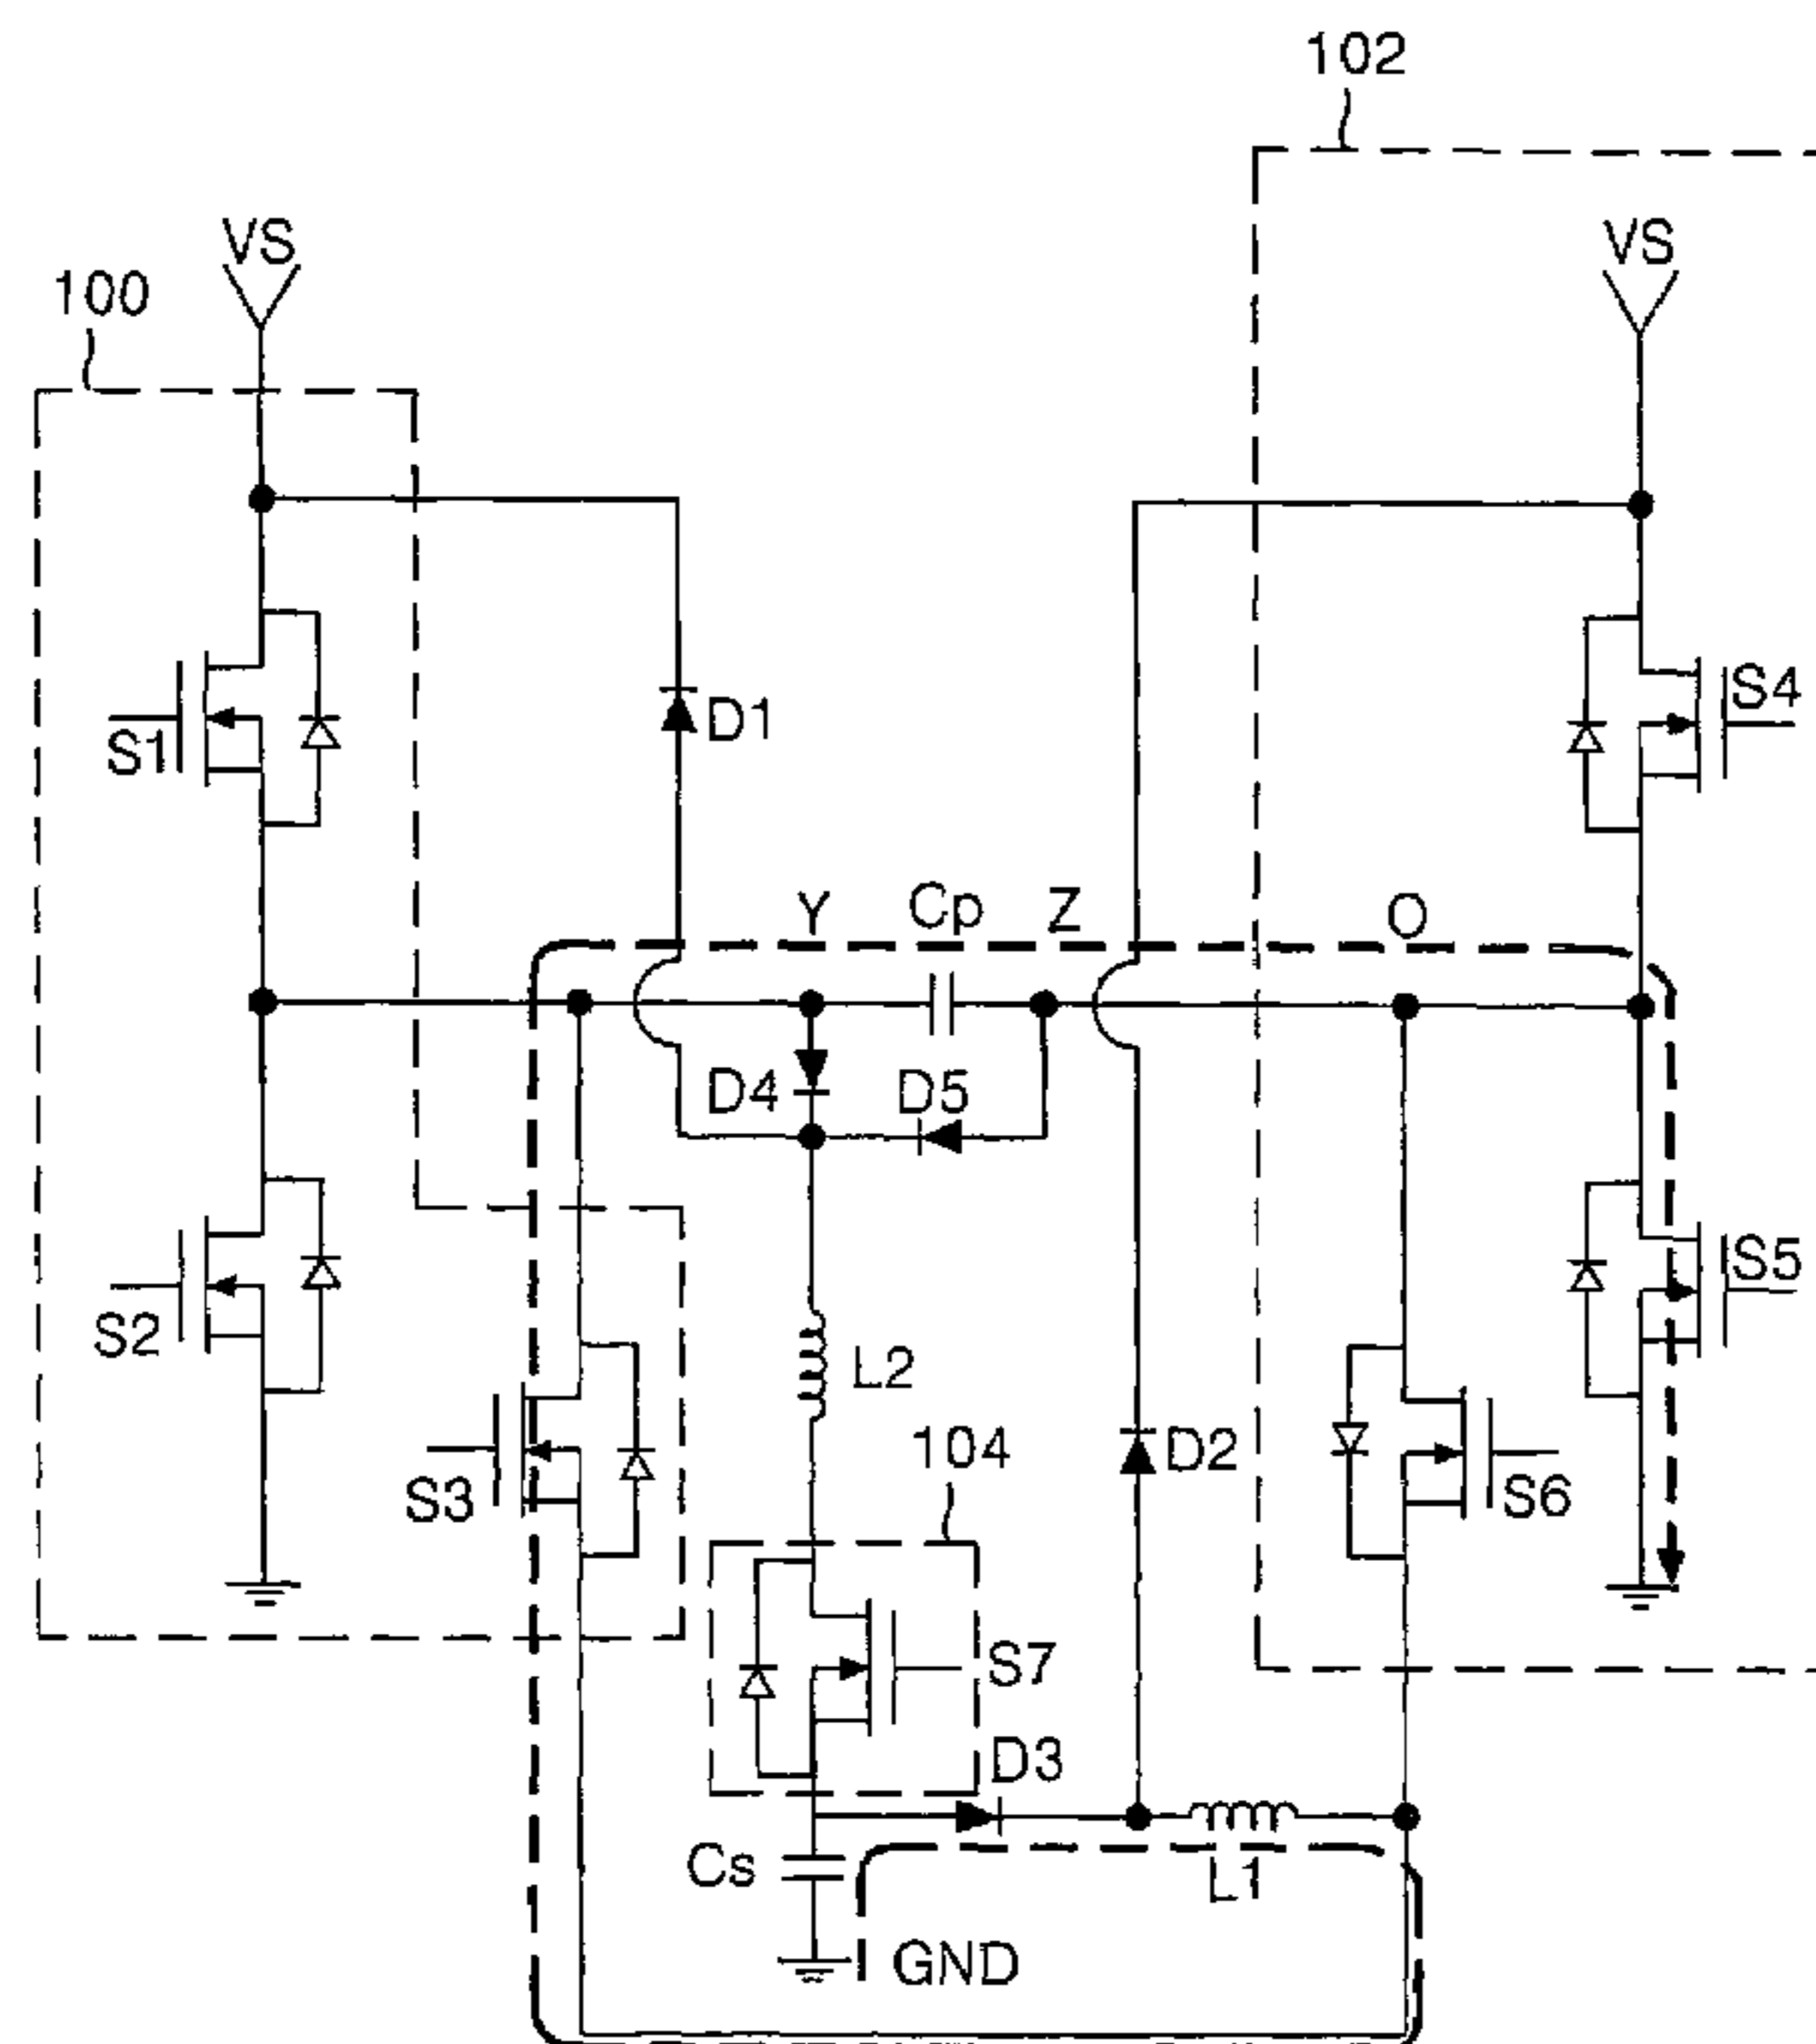 102
VS
VS
100
S4
S1
D1
Y
Cp
Z
O
D4
D5
S5
S2
L2
104
D2
S3
S6
S7
D3
Cs
L1
GND